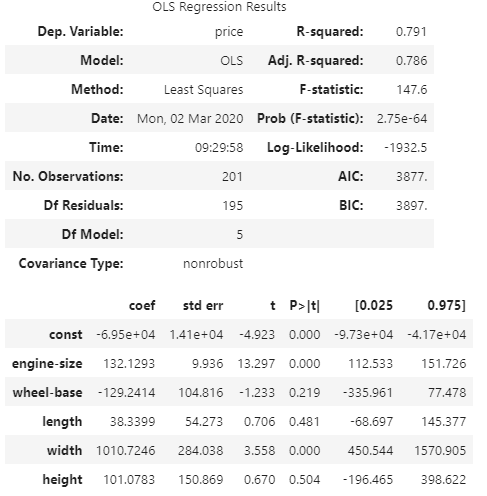 OLS Regression Results
Dep. Variable: price R-squared: 0.791
Model: OLS Adj. R-squared: 0.786
Method: Least Squares F-statistic: 147.6
Date: Mon, 02 Mar 2020 Prob (F-statistic): 2.75e-64
Time: 09:29:58 Log-Likelihood: -1932.5
No. Observations: 201 AIC: 3877.
Df Residuals: 195 BIC: 3897.
Df Model: 5
Covariance Type: nonrobust
coef std err t P>|t| [0.025 0.975]
const -6.95e+04 1.41e+04 -4.923 0.000 -9.73e+04 -4.17e+04
engine-size 132.1293 9.936 13.297 0.000 112.533 151.726
wheel-base -129.2414 104.816 -1.233 0.219 -335.961 77.478
length 38.3399 54.273 0.706 0.481 -68.697 145.377
width 1010.7246 284.038 3.558 0.000 450.544 1570.905
height 101.0783 150.869 0.670 0.504 -196.465 398.622